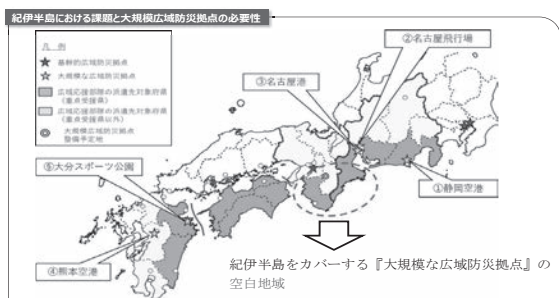 紀伊半島における課題と大規模広域防災拠点の必要性
凡例
基幹的広域防災拠点
大規模な広域防災拠点
広域応援部隊の派遣先対象府県
(重点受援県)
広域応援部隊の派遣先対象府県
(重点受援県以外)
大規模広域防災拠点
整備予定地
②名古屋飛行場
③名古屋港
⑤大分スポーツ公園
①静岡空港
④熊本空港
紀伊半島をカバーする『大規模な広域防災拠点』の
空白地域